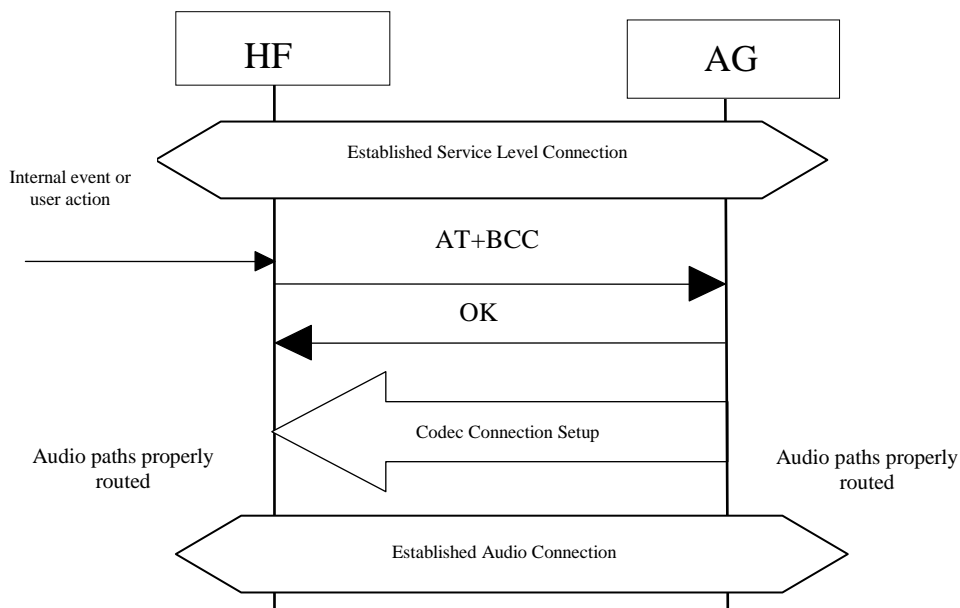 HF
AG
Established Service Level Connection
Internal event or
user action
AT+BCC
OK
Codec Connection Setup
Audio paths properly
routed
Audio paths properly
routed
Established Audio Connection